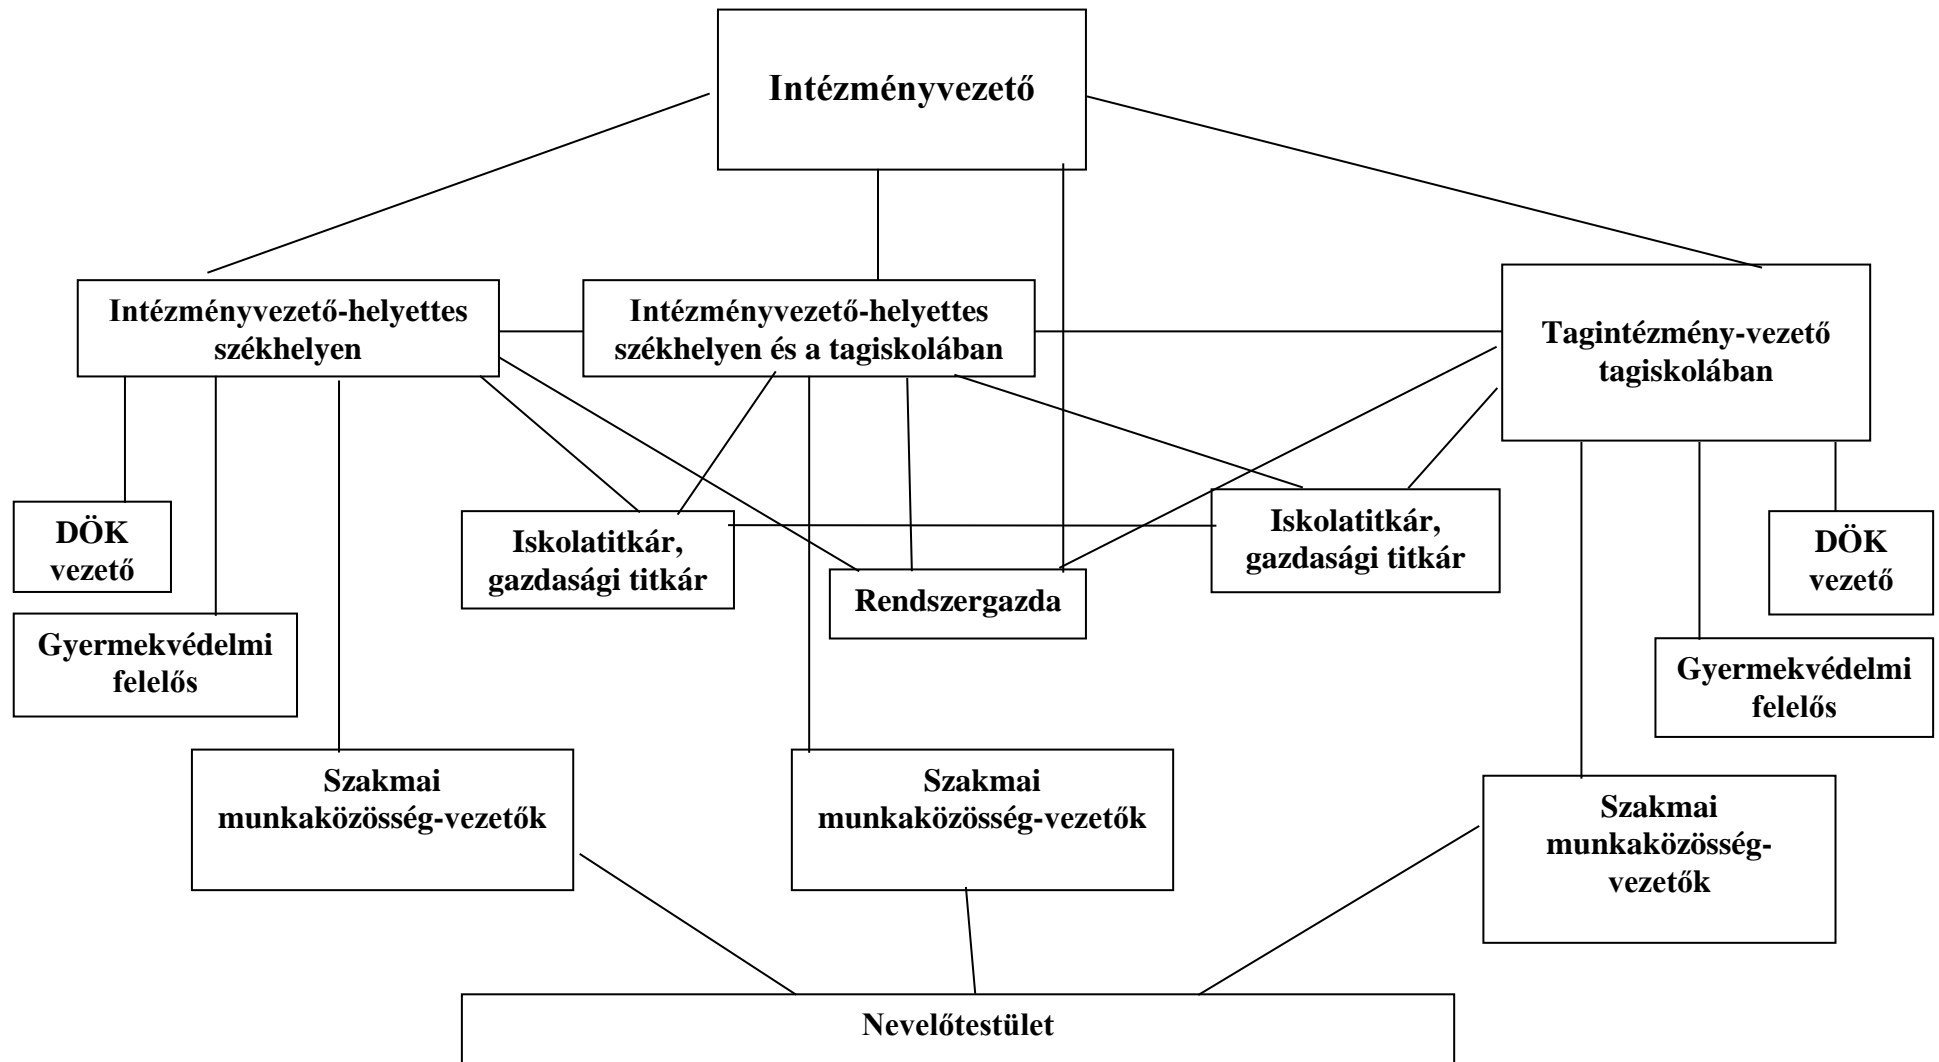 Intézményvezető
Intézményvezető-helyettes
székhelyen
Intézményvezető-helyettes
székhelyen és a tagiskolában
Tagintézmény-vezető
tagiskolában
DÖK
vezető
Iskolatitkár,
gazdasági titkár
Rendszergazda
Iskolatitkár,
gazdasági titkár
DÖK
vezető
Gyermekvédelmi
felelős
Gyermekvédelmi
felelős
Szakmai
munkaközösség-vezetők
Szakmai
munkaközösség-vezetők
Szakmai
munkaközösség-
vezetők
Nevelőtestület